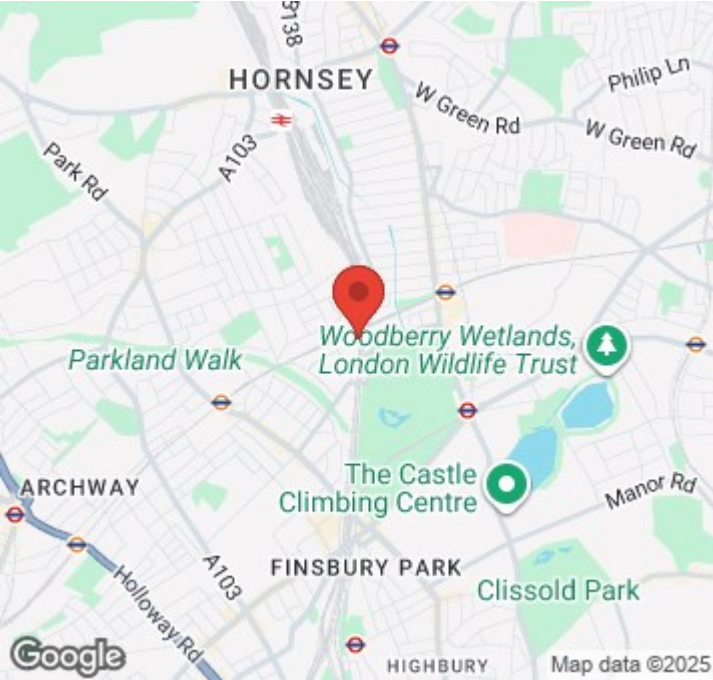 B138
HORNSEY
Philip Ln
W Green Rd
W Green Rd
A103
Park Rd
Woodberry Wetlands,
London Wildlife Trust
Parkland Walk
The Castle
Climbing Centre
Manor Rd
ARCHWAY
A103
FINSBURY PARK
Holloway Rd
Clissold Park
HIGHBURY
Google
Map data ©2025